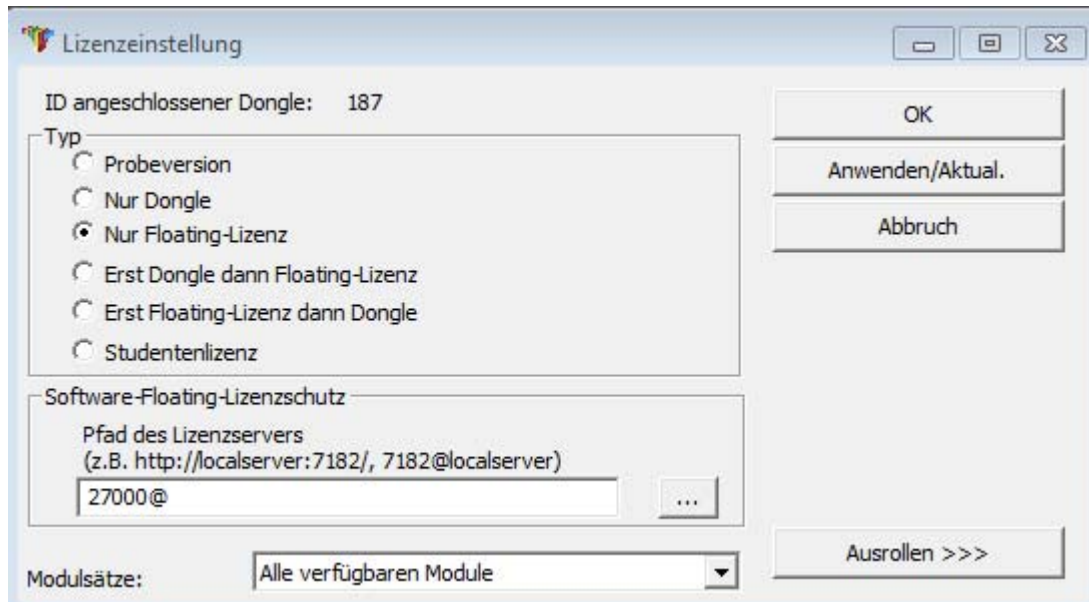 Lizenzeinstellung
ID angeschlossener Dongle: 187
OK
Typ
Probeversion
Anwenden/Aktual.
Nur Dongle
Nur Floating-Lizenz
Abbruch
Erst Dongle dann Floating-Lizenz
Erst Floating-Lizenz dann Dongle
Studentenlizenz
Software-Floating-Lizenzschutz
Pfad des Lizenzservers
(z.B. http://localserver:7182/, 7182@localserver)
27000@
...
Ausrollen >>>
Modulsätze: Alle verfügbaren Module